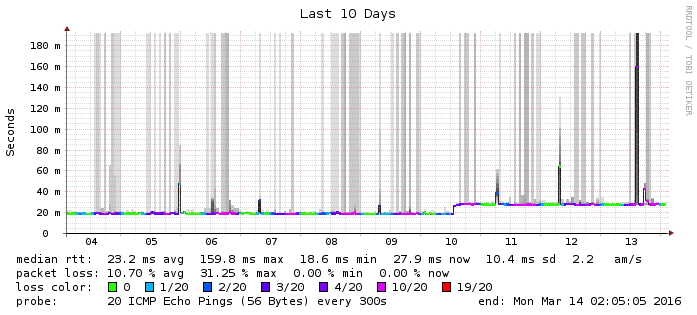 Last 10 Days
RRDTOOL / TOBI OETIKER
Seconds
180 m
160 m
140 m
120 m
100 m
80 m
60 m
40 m
20 m
0
04 05 06 07 08 09 10 11 12 13
median rtt: 23.2 ms avg 159.8 ms max 18.6 ms min 27.9 ms now 10.4 ms sd 2.2 am/s
packet loss: 10.70 % avg 31.25 % max 0.00 % min 0.00 % now
loss color: 0 1/20 2/20 3/20 4/20 10/20 19/20
probe: 20 ICMP Echo Pings (56 Bytes) every 300s end: Mon Mar 14 02:05:05 2016